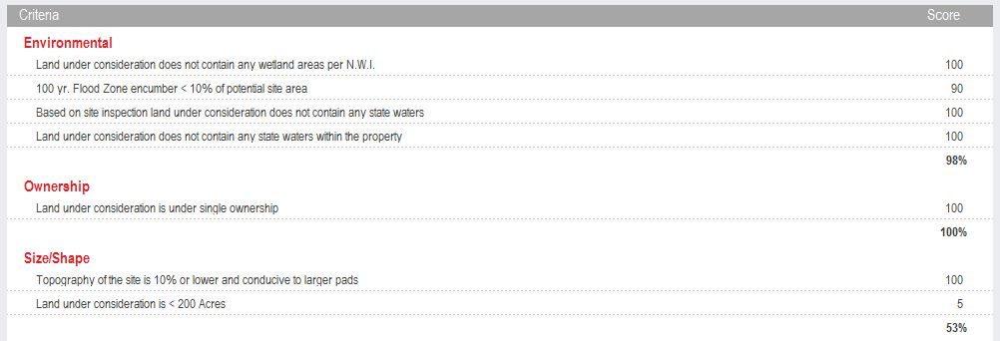 Criteria Score
Environmental
Land under consideration does not contain any wetland areas per N.W.I. 100
100 yr. Flood Zone encumber < 10% of potential site area 90
Based on site inspection land under consideration does not contain any state waters 100
Land under consideration does not contain any state waters within the property 100
98%
Ownership
Land under consideration is under single ownership 100
100%
Size/Shape
Topography of the site is 10% or lower and conducive to larger pads 100
Land under consideration is < 200 Acres 5
53%